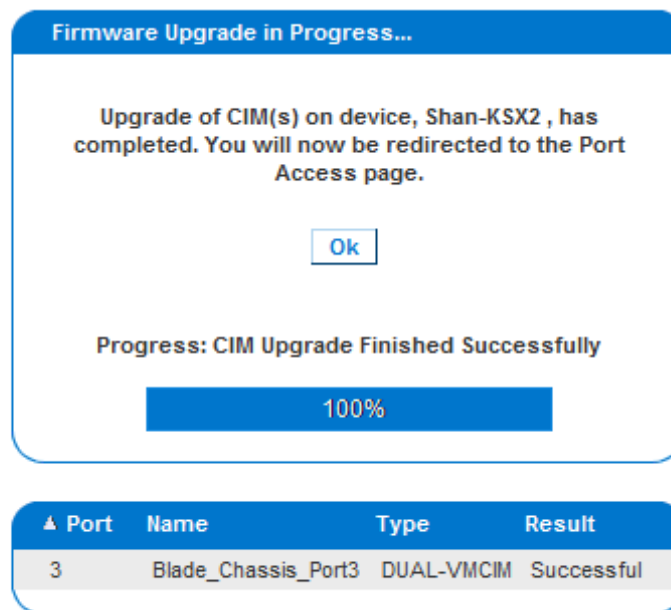 Firmware Upgrade in Progress...
Upgrade of CIM(s) on device, Shan-KSX2 , has
completed. You will now be redirected to the Port
Access page.
Ok
Progress: CIM Upgrade Finished Successfully
100%
▲ Port Name Type Result
3 Blade_Chassis_Port3 DUAL-VMCIM Successful